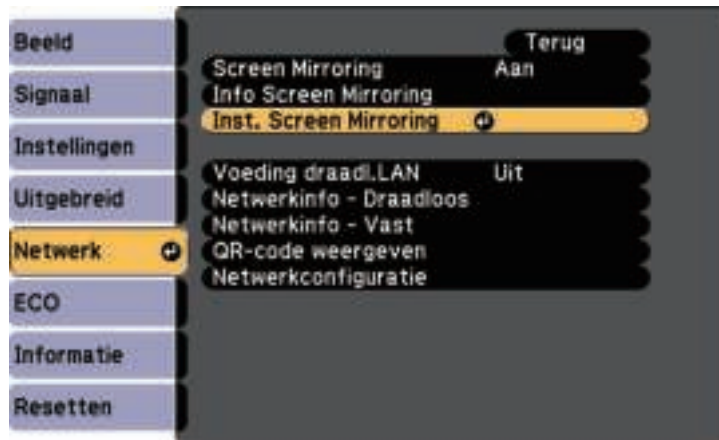 Beeld
Signaal
Instellingen
Uitgebreid
Netwerk
ECO
Informatie
Resetten
Terug
Screen Mirroring Aan
Info Screen Mirroring
Inst. Screen Mirroring
Voeding draadl.LAN Uit
Netwerkinfo - Draadloos
Netwerkinfo - Vast
QR-code weergeven
Netwerkconfiguratie